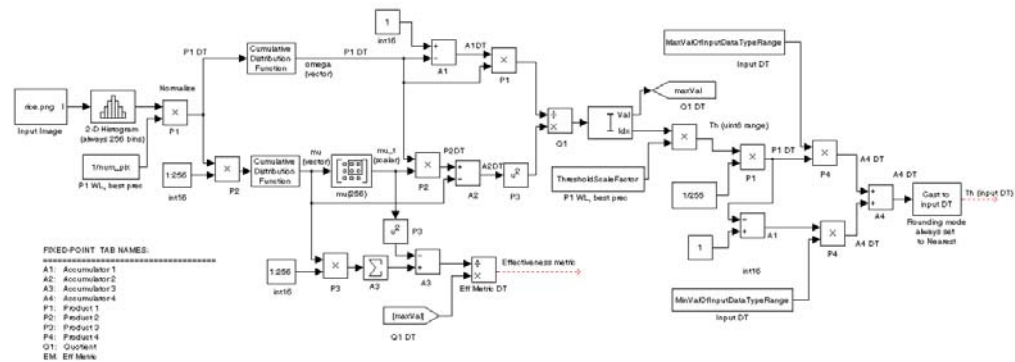 rice.png
I
Input Image
2-D Histogram
(always 256 bins)
Normalize
×
P1
1/num_pix
P1 WL, best prec
P1 DT
Cumulative
Distribution
Function
omega
(vector)
P1 DT
1
int16
+
−
A1
A1DT
×
P1
1:256
int16
×
P2
Cumulative
Distribution
Function
mu
(vector)
mu(256)
mu_t
(scalar)
×
P2
P2DT
+
−
A2
A2DT
u²
P3
÷
×
Q1
Val
Idx
maxVal
Q1 DT
u²
P3
1:256
int16
×
P3
Σ
A3
−
+
A3
÷
×
Eff Metric DT
Effectiveness metric
[maxVal]
Q1 DT
Th (uint8 range)
×
ThresholdScaleFactor
P1 WL, best prec
1/255
×
P1
P1 DT
MaxValOfInputDataTypeRange
Input DT
×
P4
A4 DT
1
int16
−
+
A1
×
P4
A4 DT
MinValOfInputDataTypeRange
Input DT
+
+
A4
A4 DT
Cast to
input DT
Rounding mode
always set
to Nearest
Th (input DT)
FIXED-POINT TAB NAMES:
A1: Accumulator 1
A2: Accumulator 2
A3: Accumulator 3
A4: Accumulator 4
P1: Product 1
P2: Product 2
P3: Product 3
P4: Product 4
Q1: Quotient
EM: Eff Metric